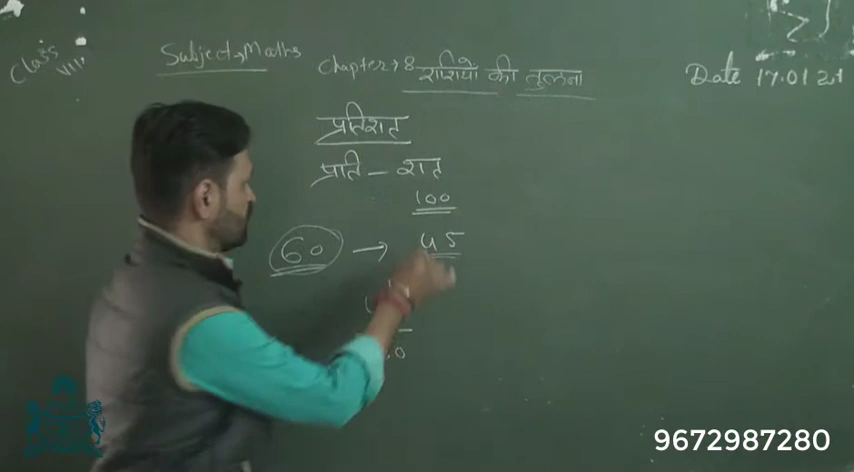 Class VIII
Subject→Maths
Chapter→8 राशियों की तुलना
Date 17.01.21
प्रतिशत
प्रति – शत
100
60 → 45
9672987280